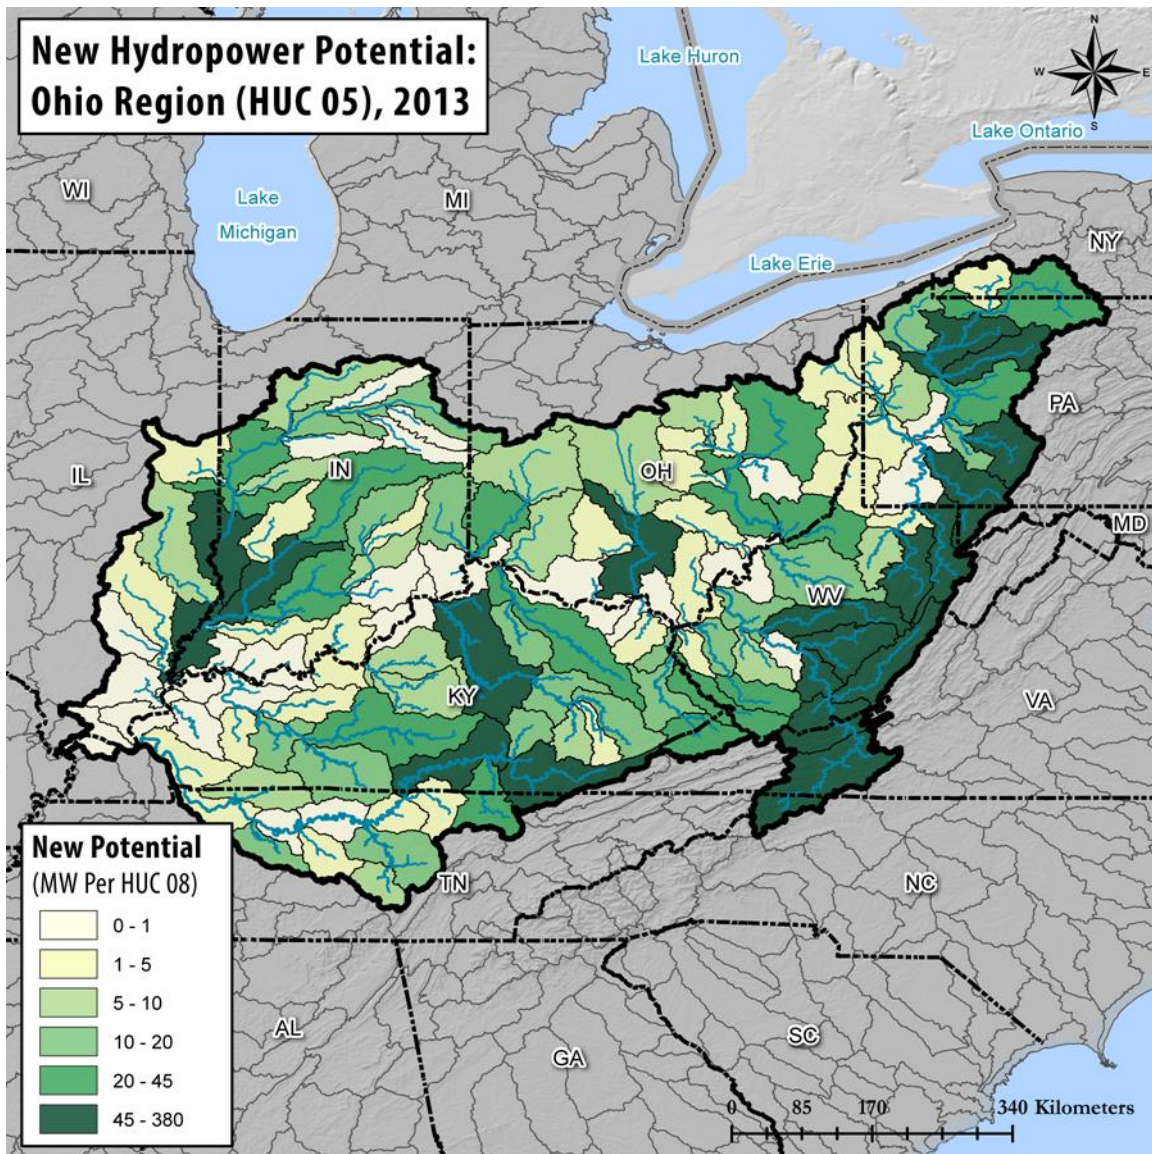 New Hydropower Potential:
Ohio Region (HUC 05), 2013
N
W
E
S
Lake Huron
Lake Ontario
WI
Lake
Michigan
MI
NY
Lake Erie
PA
IL
IN
OH
MD
WV
KY
VA
TN
NC
AL
GA
SC
New Potential
(MW Per HUC 08)
0 - 1
1 - 5
5 - 10
10 - 20
20 - 45
45 - 380
0 85 170 340 Kilometers